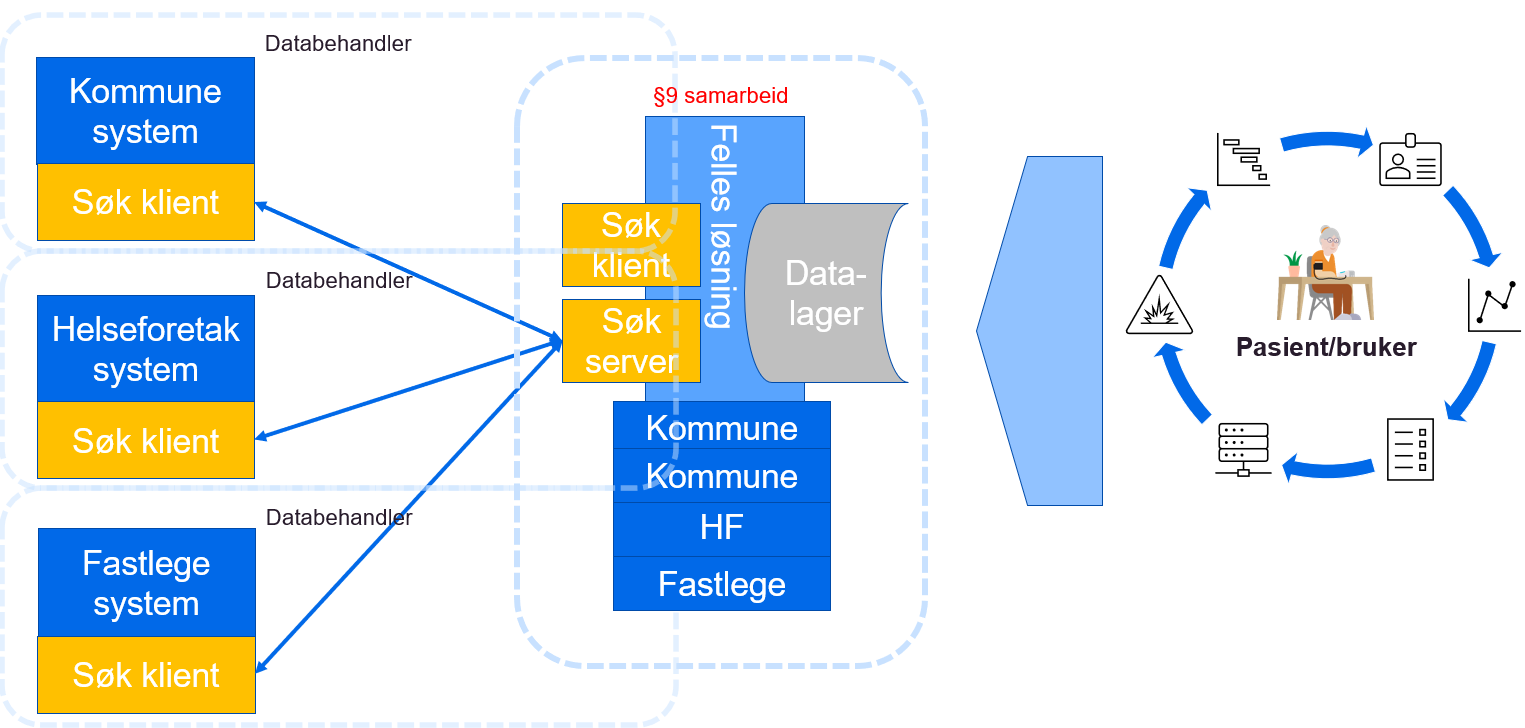 Databehandler
Kommune
system
Søk klient
Databehandler
Helseforetak
system
Søk klient
Databehandler
Fastlege
system
Søk klient
§9 samarbeid
Felles løsning
Søk
klient
Søk
server
Data-
lager
Kommune
Kommune
HF
Fastlege
Pasient/bruker